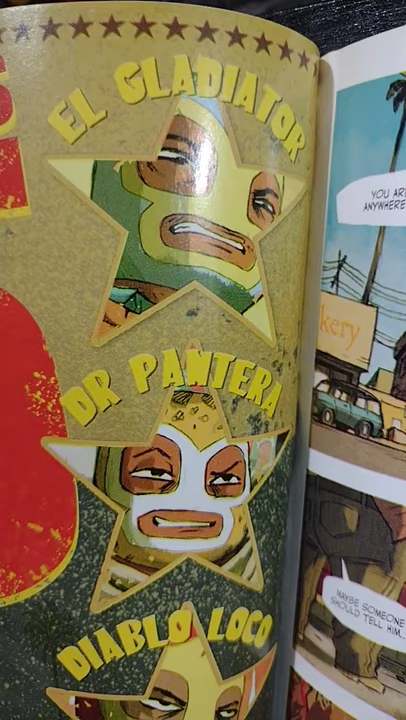 EL GLADIATOR
DR PANTERA
DIABLO LOCO
YOU ARE
ANYWHERE
kery
MAYBE SOMEONE
SHOULD TELL HIM...